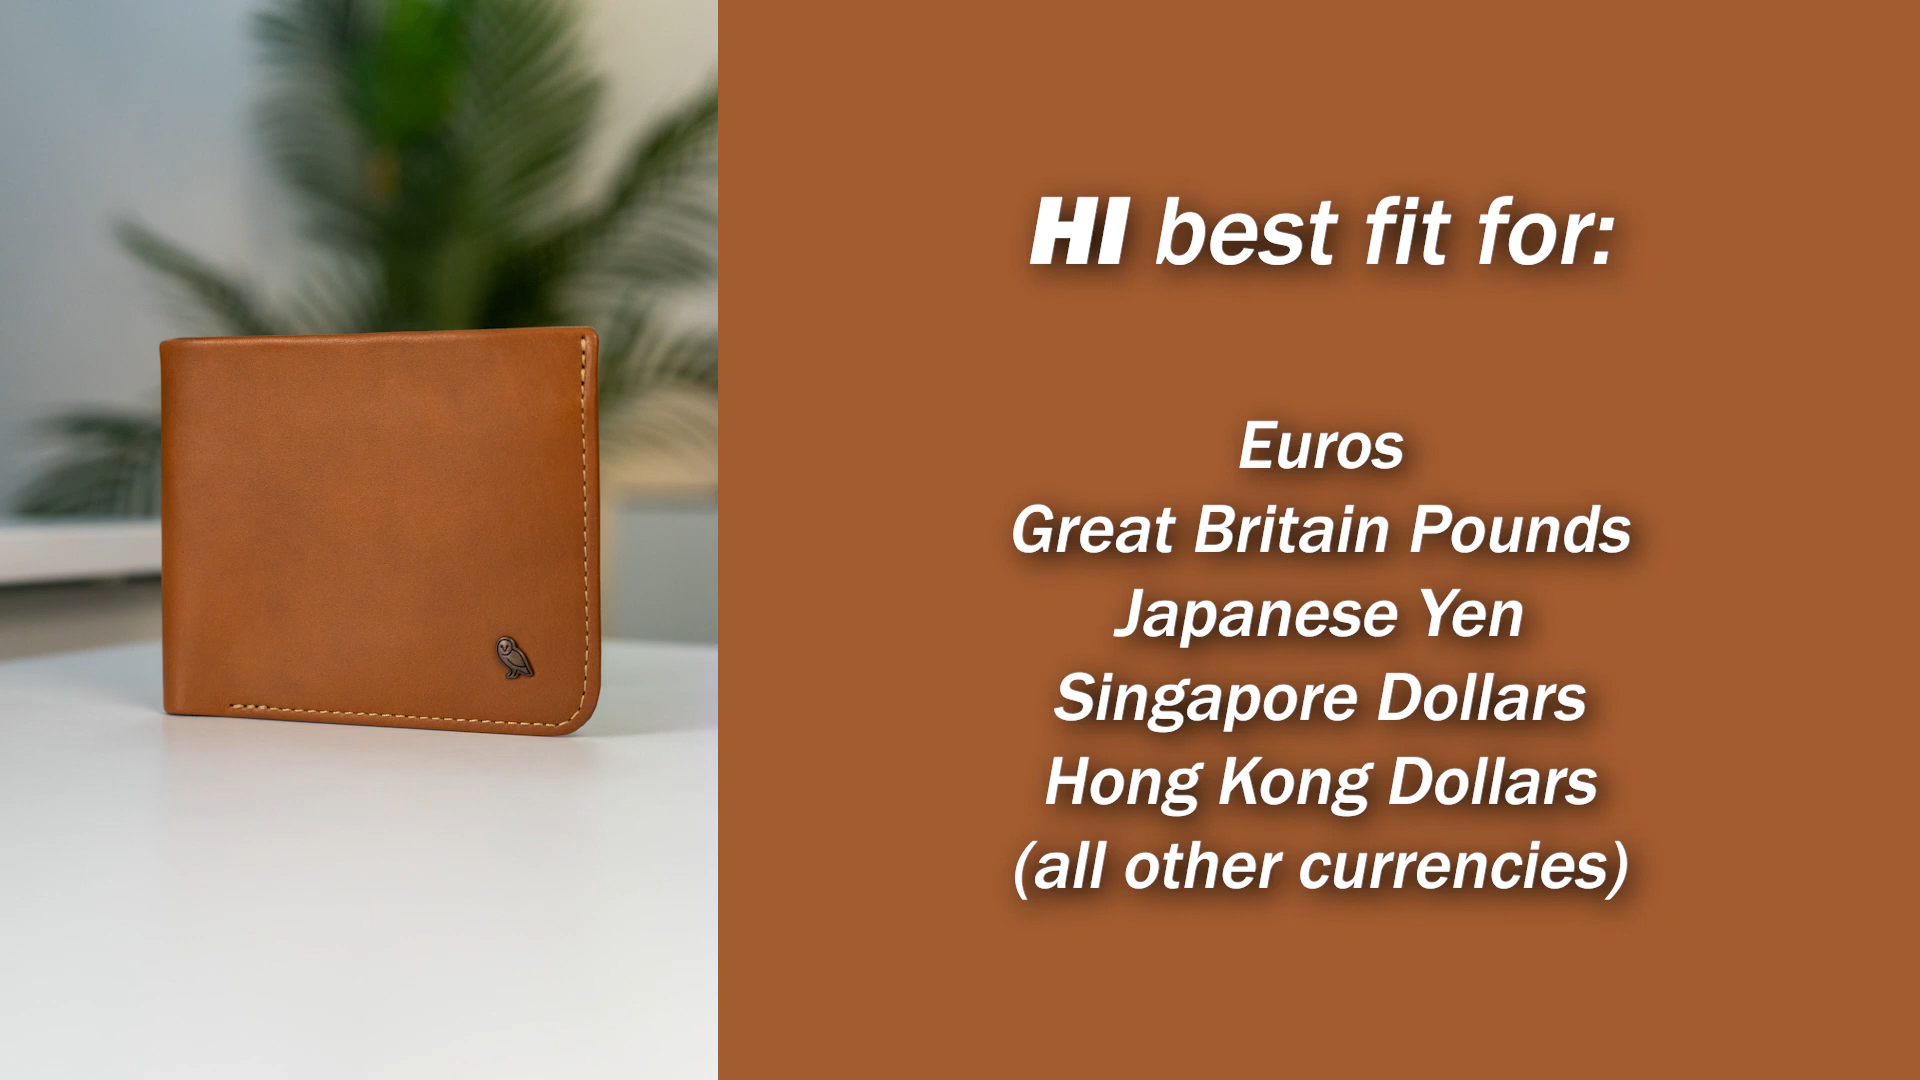 HI best fit for:
Euros
Great Britain Pounds
Japanese Yen
Singapore Dollars
Hong Kong Dollars
(all other currencies)